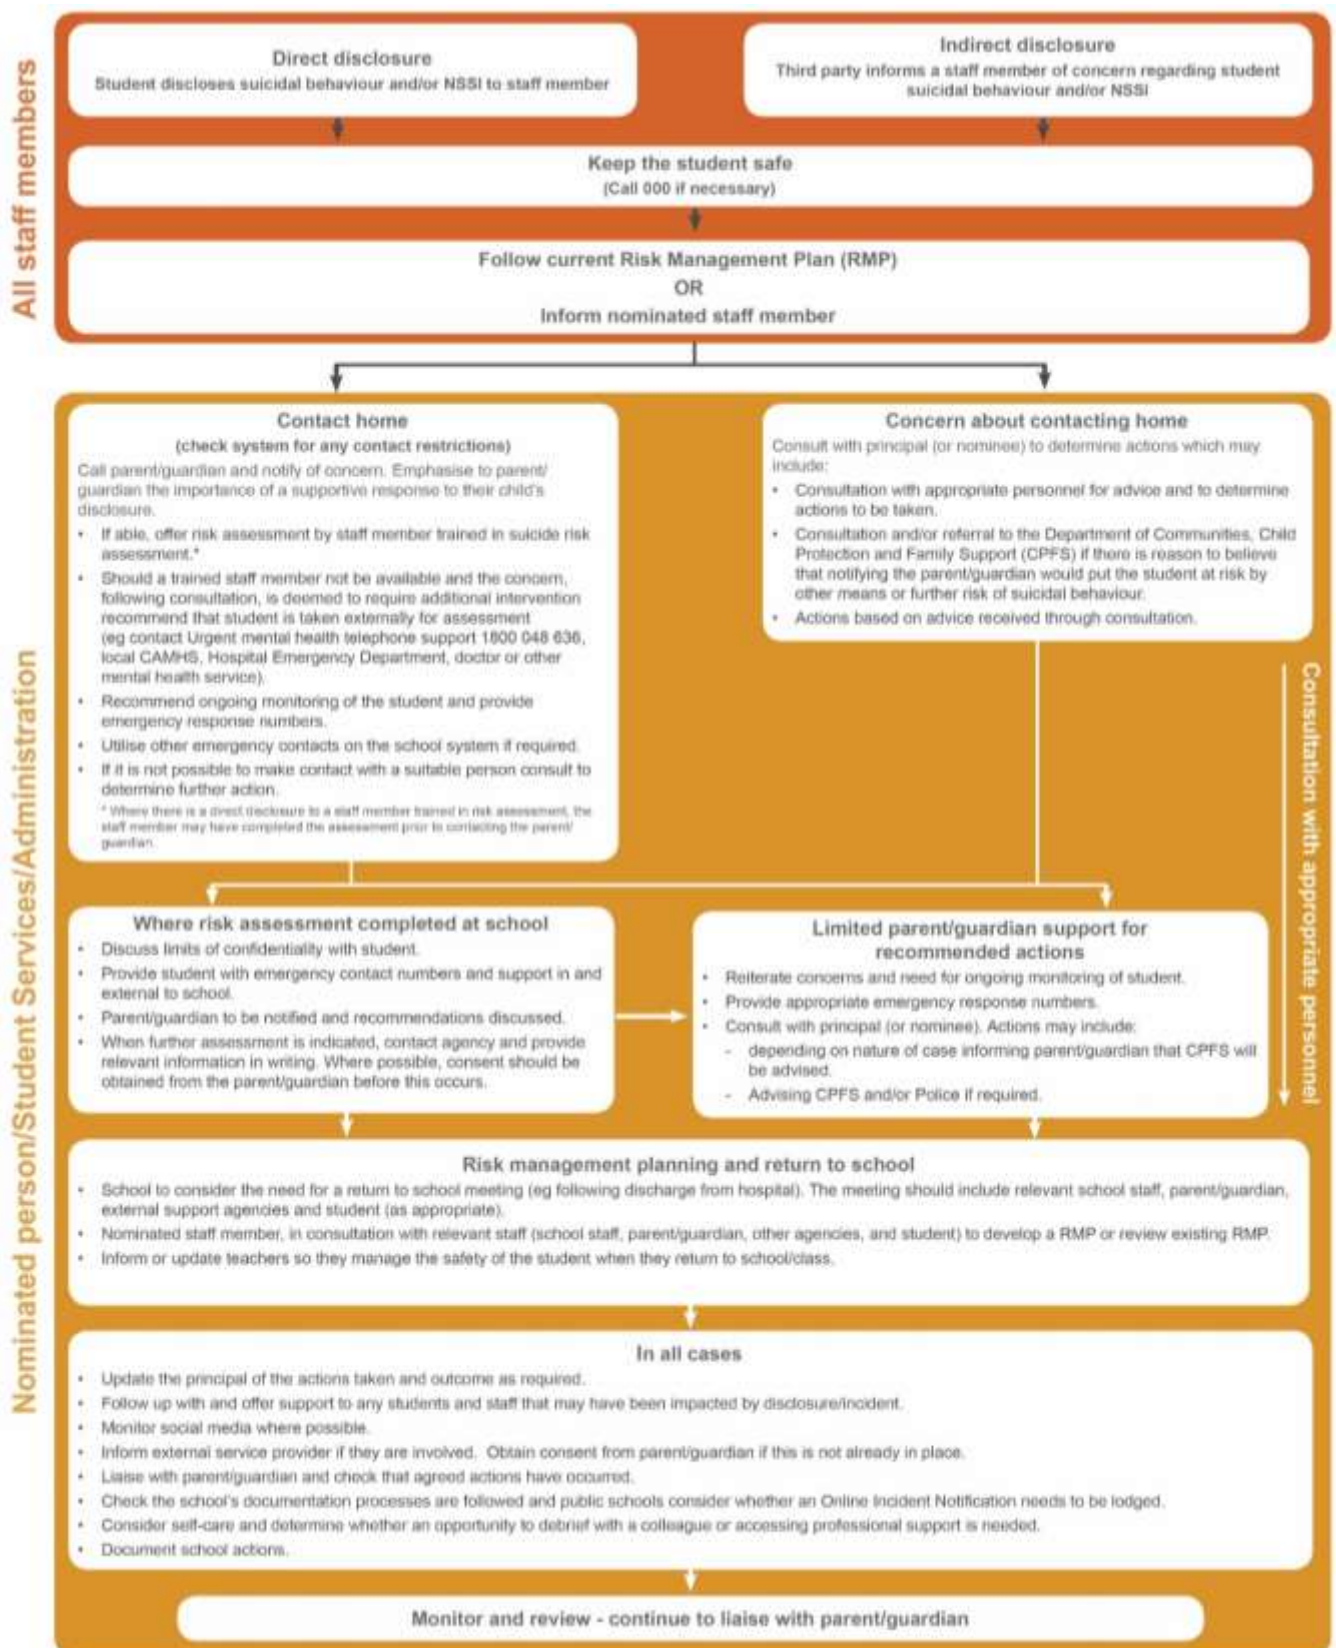 All staff members
Direct disclosure
Student discloses suicidal behaviour and/or NSSI to staff member
Indirect disclosure
Third party informs a staff member of concern regarding student
suicidal behaviour and/or NSSI
Keep the student safe
(Call 000 if necessary)
Follow current Risk Management Plan (RMP)
OR
Inform nominated staff member
Nominated person/Student Services/Administration
Contact home
(check system for any contact restrictions)
Call parent/guardian and notify of concern. Emphasise to parent/
guardian the importance of a supportive response to their child's
disclosure.
• If able, offer risk assessment by staff member trained in suicide risk
assessment.*
• Should a trained staff member not be available and the concern,
following consultation, is deemed to require additional intervention
recommend that student is taken externally for assessment
(eg contact Urgent mental health telephone support 1800 048 636,
local CAMHS, Hospital Emergency Department, doctor or other
mental health service).
• Recommend ongoing monitoring of the student and provide
emergency response numbers.
• Utilise other emergency contacts on the school system if required.
• If it is not possible to make contact with a suitable person consult to
determine further action.
* Where there is a direct disclosure to a staff member trained in risk assessment, the
staff member may have completed the assessment prior to contacting the parent/
guardian.
Concern about contacting home
Consult with principal (or nominee) to determine actions which may
include:
• Consultation with appropriate personnel for advice and to determine
actions to be taken.
• Consultation and/or referral to the Department of Communities, Child
Protection and Family Support (CPFS) if there is reason to believe
that notifying the parent/guardian would put the student at risk by
other means or further risk of suicidal behaviour.
• Actions based on advice received through consultation.
Consultation with appropriate personnel
Where risk assessment completed at school
• Discuss limits of confidentiality with student.
• Provide student with emergency contact numbers and support in and
external to school.
• Parent/guardian to be notified and recommendations discussed.
• When further assessment is indicated, contact agency and provide
relevant information in writing. Where possible, consent should be
obtained from the parent/guardian before this occurs.
Limited parent/guardian support for
recommended actions
• Reiterate concerns and need for ongoing monitoring of student.
• Provide appropriate emergency response numbers.
• Consult with principal (or nominee). Actions may include:
- depending on nature of case informing parent/guardian that CPFS will
be advised.
- Advising CPFS and/or Police if required.
Risk management planning and return to school
• School to consider the need for a return to school meeting (eg following discharge from hospital). The meeting should include relevant school staff, parent/guardian,
external support agencies and student (as appropriate).
• Nominated staff member, in consultation with relevant staff (school staff, parent/guardian, other agencies, and student) to develop a RMP or review existing RMP.
• Inform or update teachers so they manage the safety of the student when they return to school/class.
In all cases
• Update the principal of the actions taken and outcome as required.
• Follow up with and offer support to any students and staff that may have been impacted by disclosure/incident.
• Monitor social media where possible.
• Inform external service provider if they are involved. Obtain consent from parent/guardian if this is not already in place.
• Liaise with parent/guardian and check that agreed actions have occurred.
• Check the school's documentation processes are followed and public schools consider whether an Online Incident Notification needs to be lodged.
• Consider self-care and determine whether an opportunity to debrief with a colleague or accessing professional support is needed.
• Document school actions.
Monitor and review - continue to liaise with parent/guardian